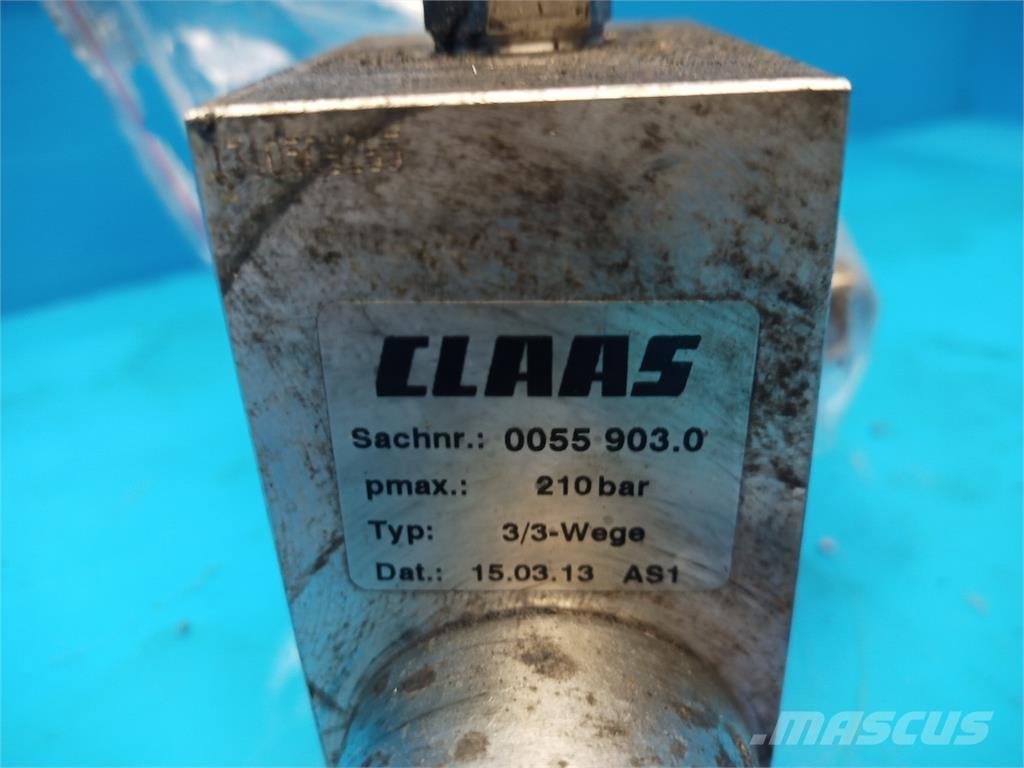 CLAAS
Sachnr.: 0055 903.0
pmax.: 210 bar
Typ: 3/3-Wege
Dat.: 15.03.13 AS1
MASCUS